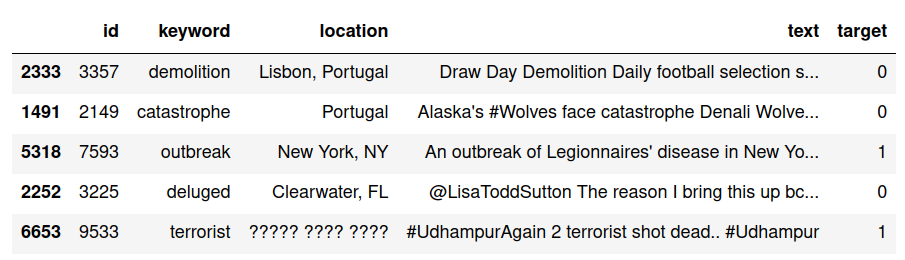 id keyword location text target
2333 3357 demolition Lisbon, Portugal Draw Day Demolition Daily football selection s... 0
1491 2149 catastrophe Portugal Alaska's #Wolves face catastrophe Denali Wolve... 0
5318 7593 outbreak New York, NY An outbreak of Legionnaires' disease in New Yo... 1
2252 3225 deluged Clearwater, FL @LisaToddSutton The reason I bring this up bc... 0
6653 9533 terrorist ????? ???? ???? #UdhampurAgain 2 terrorist shot dead.. #Udhampur 1